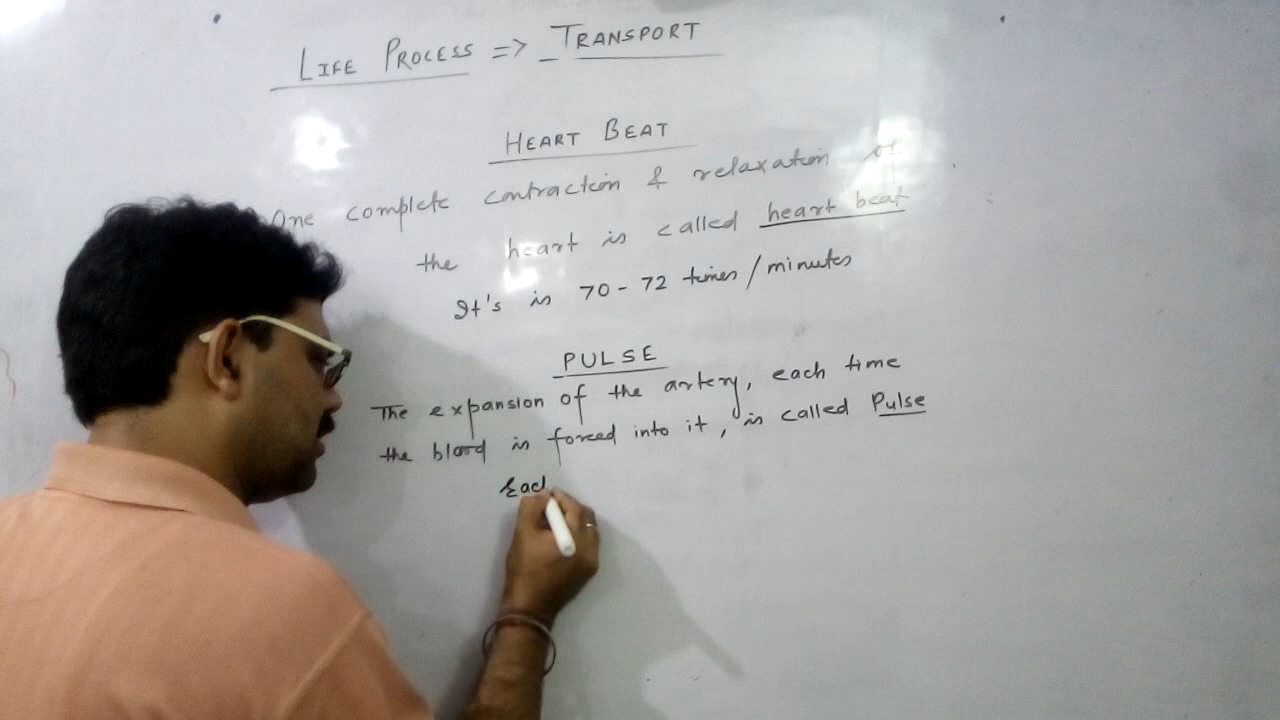 LIFE PROCESS => TRANSPORT
HEART BEAT
One complete contraction & relaxation of
the heart is called heart beat
It's is 70-72 times/minutes
PULSE
The expansion of the artery, each time
the blood is forced into it, is called Pulse
Eac